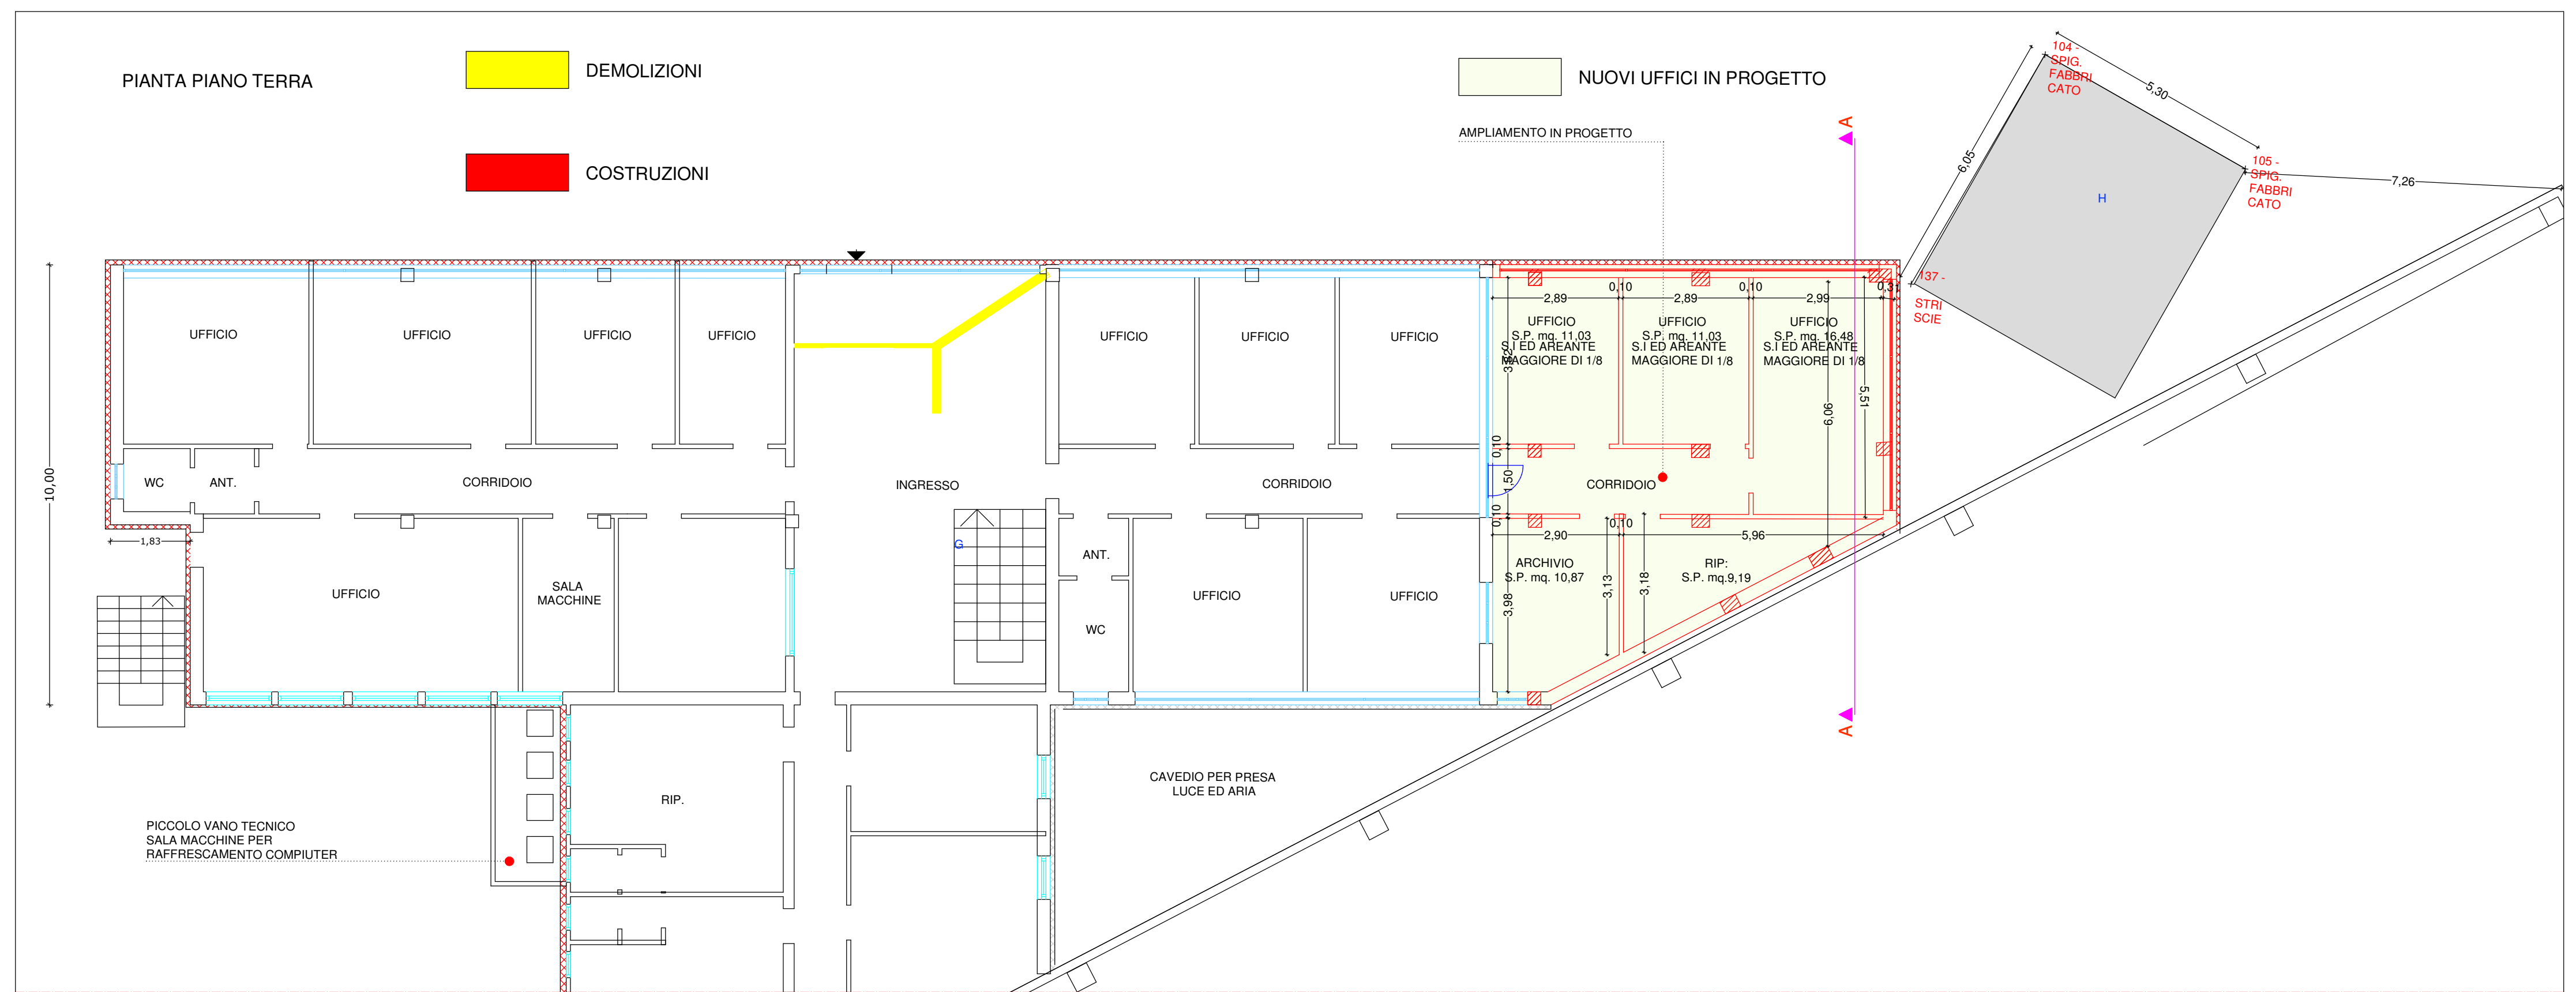 PIANTA PIANO TERRA
DEMOLIZIONI
COSTRUZIONI
NUOVI UFFICI IN PROGETTO
AMPLIAMENTO IN PROGETTO
A
104 -
SPIG.
FABBRI
CATO
5,30
6,05
105 -
SPIG.
FABBRI
CATO
7,26
H
137 -
STRI
SCIE
10,00
UFFICIO
UFFICIO
UFFICIO
UFFICIO
UFFICIO
UFFICIO
UFFICIO
0,10
0,10
0,31
2,89
2,89
2,99
UFFICIO
S.P. mq. 11,03
S.I ED AREANTE
MAGGIORE DI 1/8
UFFICIO
S.P. mq. 11,03
S.I ED AREANTE
MAGGIORE DI 1/8
UFFICIO
S.P. mq. 16,48
S.I ED AREANTE
MAGGIORE DI 1/8
5,51
6,09
0,10
1,50
0,10
WC
ANT.
CORRIDOIO
INGRESSO
CORRIDOIO
CORRIDOIO
1,83
G
0,10
2,90
5,96
ANT.
ARCHIVIO
S.P. mq. 10,87
RIP:
S.P. mq.9,19
3,13
3,18
3,98
UFFICIO
SALA
MACCHINE
UFFICIO
UFFICIO
WC
A
CAVEDIO PER PRESA
LUCE ED ARIA
RIP.
PICCOLO VANO TECNICO
SALA MACCHINE PER
RAFFRESCAMENTO COMPIUTER